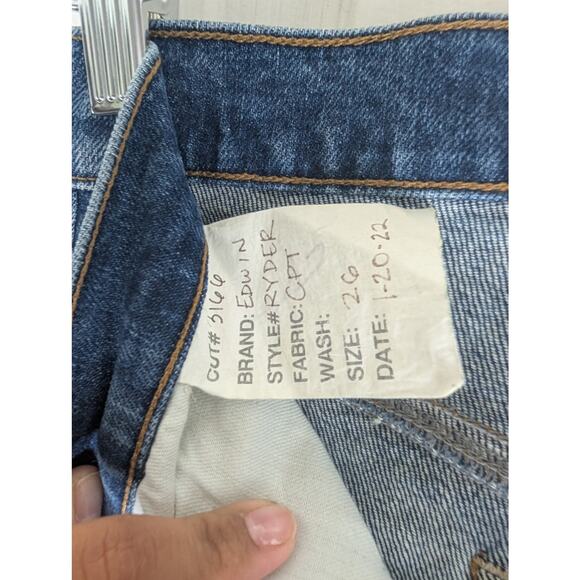 CUT# 3166
BRAND: EDWIN
STYLE# RYDER
FABRIC: CPT
WASH:
SIZE: 26
DATE: 1-20-22